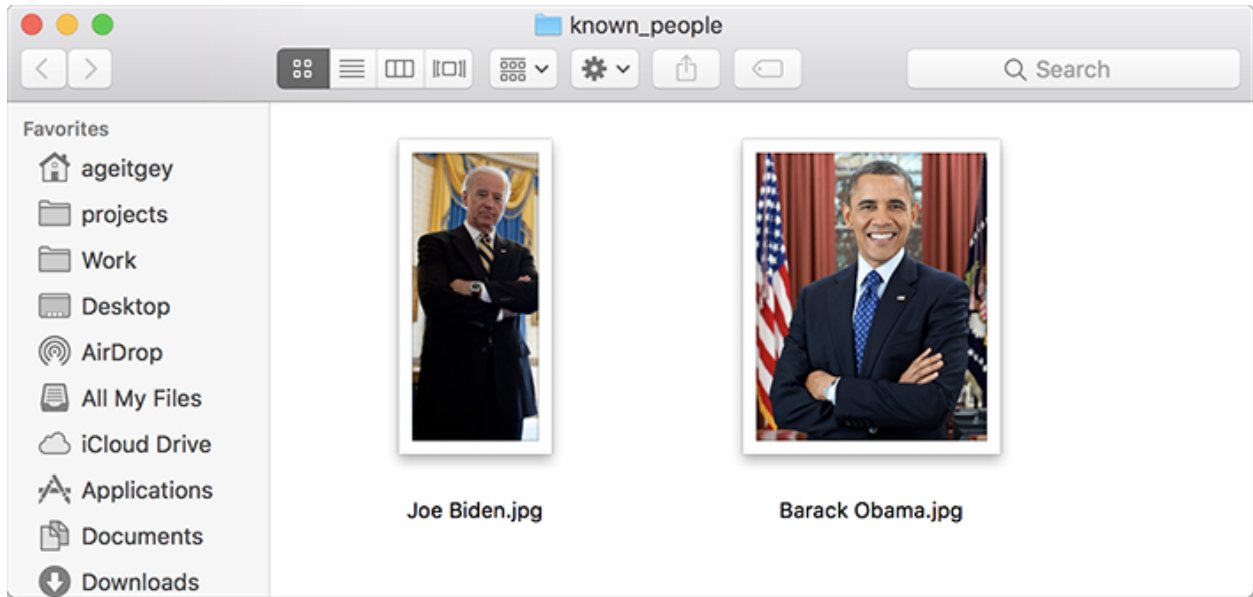 known_people
Search
Favorites
ageitgey
projects
Work
Desktop
AirDrop
All My Files
iCloud Drive
Applications
Documents
Downloads
Joe Biden.jpg
Barack Obama.jpg